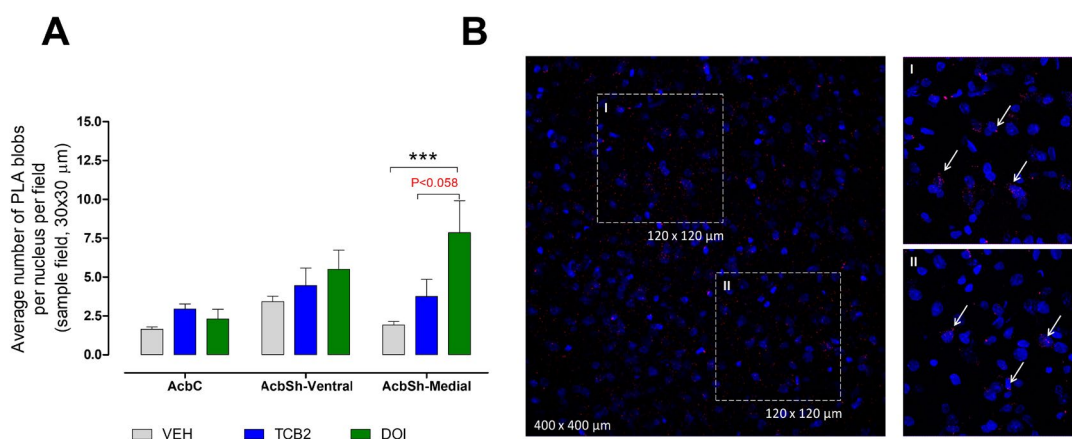 A
B
Average number of PLA blobs
per nucleus per field
(sample field, 30x30 µm)
15.0
12.5
10.0
7.5
5.0
2.5
0.0
***
P<0.058
AcbC
AcbSh-Ventral
AcbSh-Medial
VEH
TCB2
DOI
I
120 x 120 µm
II
120 x 120 µm
400 x 400 µm
I
II